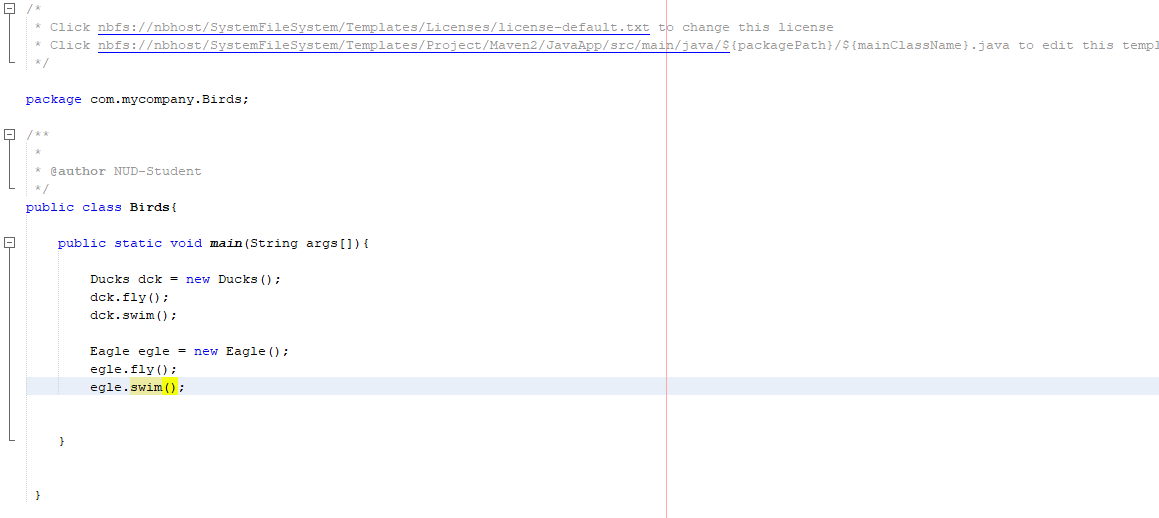 /*
 * Click nbfs://nbhost/SystemFileSystem/Templates/Licenses/license-default.txt to change this license
 * Click nbfs://nbhost/SystemFileSystem/Templates/Project/Maven2/JavaApp/src/main/java/${packagePath}/${mainClassName}.java to edit this templ
 */
package com.mycompany.Birds;
/**
 *
 * @author NUD-Student
 */
public class Birds{
public static void main(String args[]){
Ducks dck = new Ducks();
dck.fly();
dck.swim();
Eagle egle = new Eagle();
egle.fly();
egle.swim();
}
}